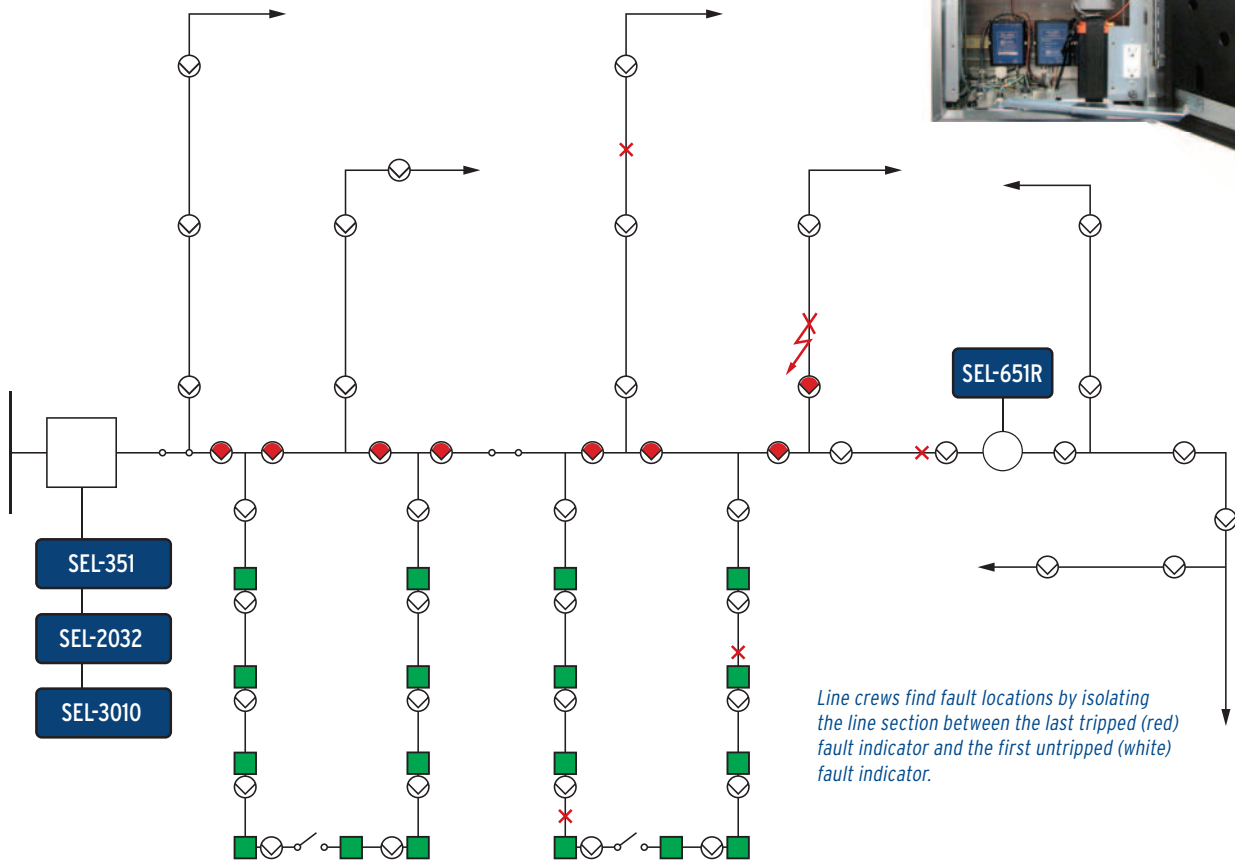 SEL-651R
SEL-351
SEL-2032
SEL-3010
Line crews find fault locations by isolating
the line section between the last tripped (red)
fault indicator and the first untripped (white)
fault indicator.